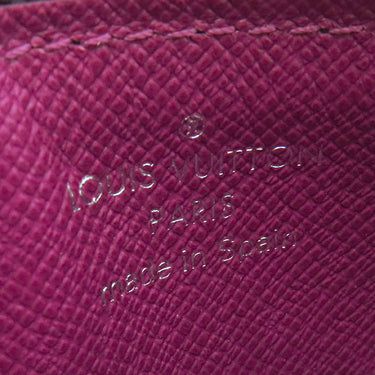 ®
LOUIS VUITTON
PARIS
made in Spain